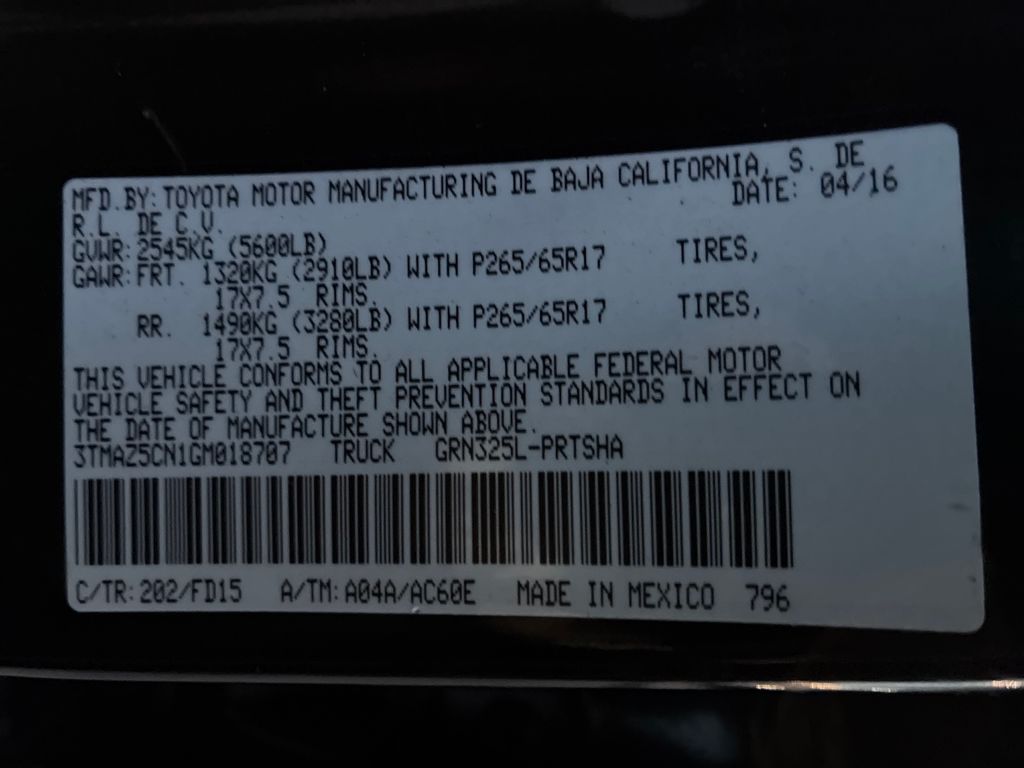 MFD. BY: TOYOTA MOTOR MANUFACTURING DE BAJA CALIFORNIA, S. DE
R.L. DE C.V. DATE: 04/16
GVWR: 2545KG (5600LB)
GAWR: FRT. 1320KG (2910LB) WITH P265/65R17 TIRES,
17X7.5 RIMS.
RR. 1490KG (3280LB) WITH P265/65R17 TIRES,
17X7.5 RIMS.
THIS VEHICLE CONFORMS TO ALL APPLICABLE FEDERAL MOTOR
VEHICLE SAFETY AND THEFT PREVENTION STANDARDS IN EFFECT ON
THE DATE OF MANUFACTURE SHOWN ABOVE.
3TMAZ5CN1GM018707 TRUCK GRN325L-PRTSHA
C/TR: 202/FD15 A/TM: A04A/AC60E MADE IN MEXICO 796